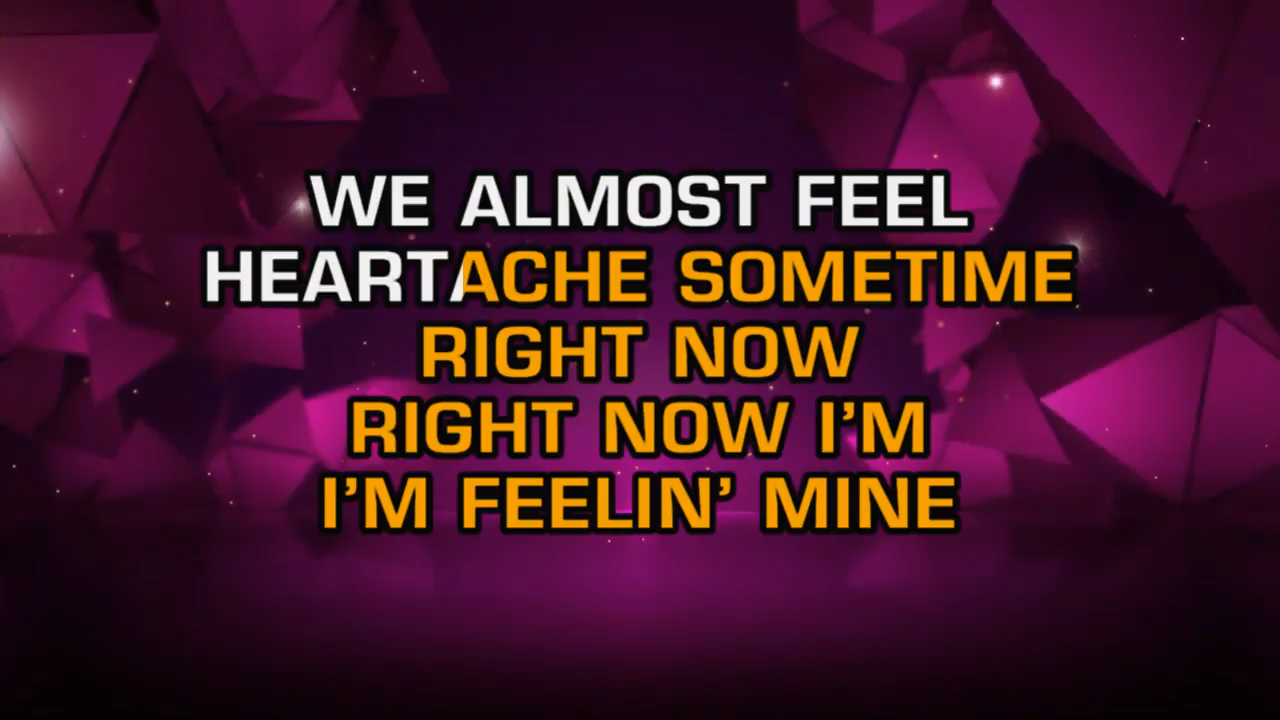 WE ALMOST FEEL
HEARTACHE SOMETIME
RIGHT NOW
RIGHT NOW I'M
I'M FEELIN' MINE